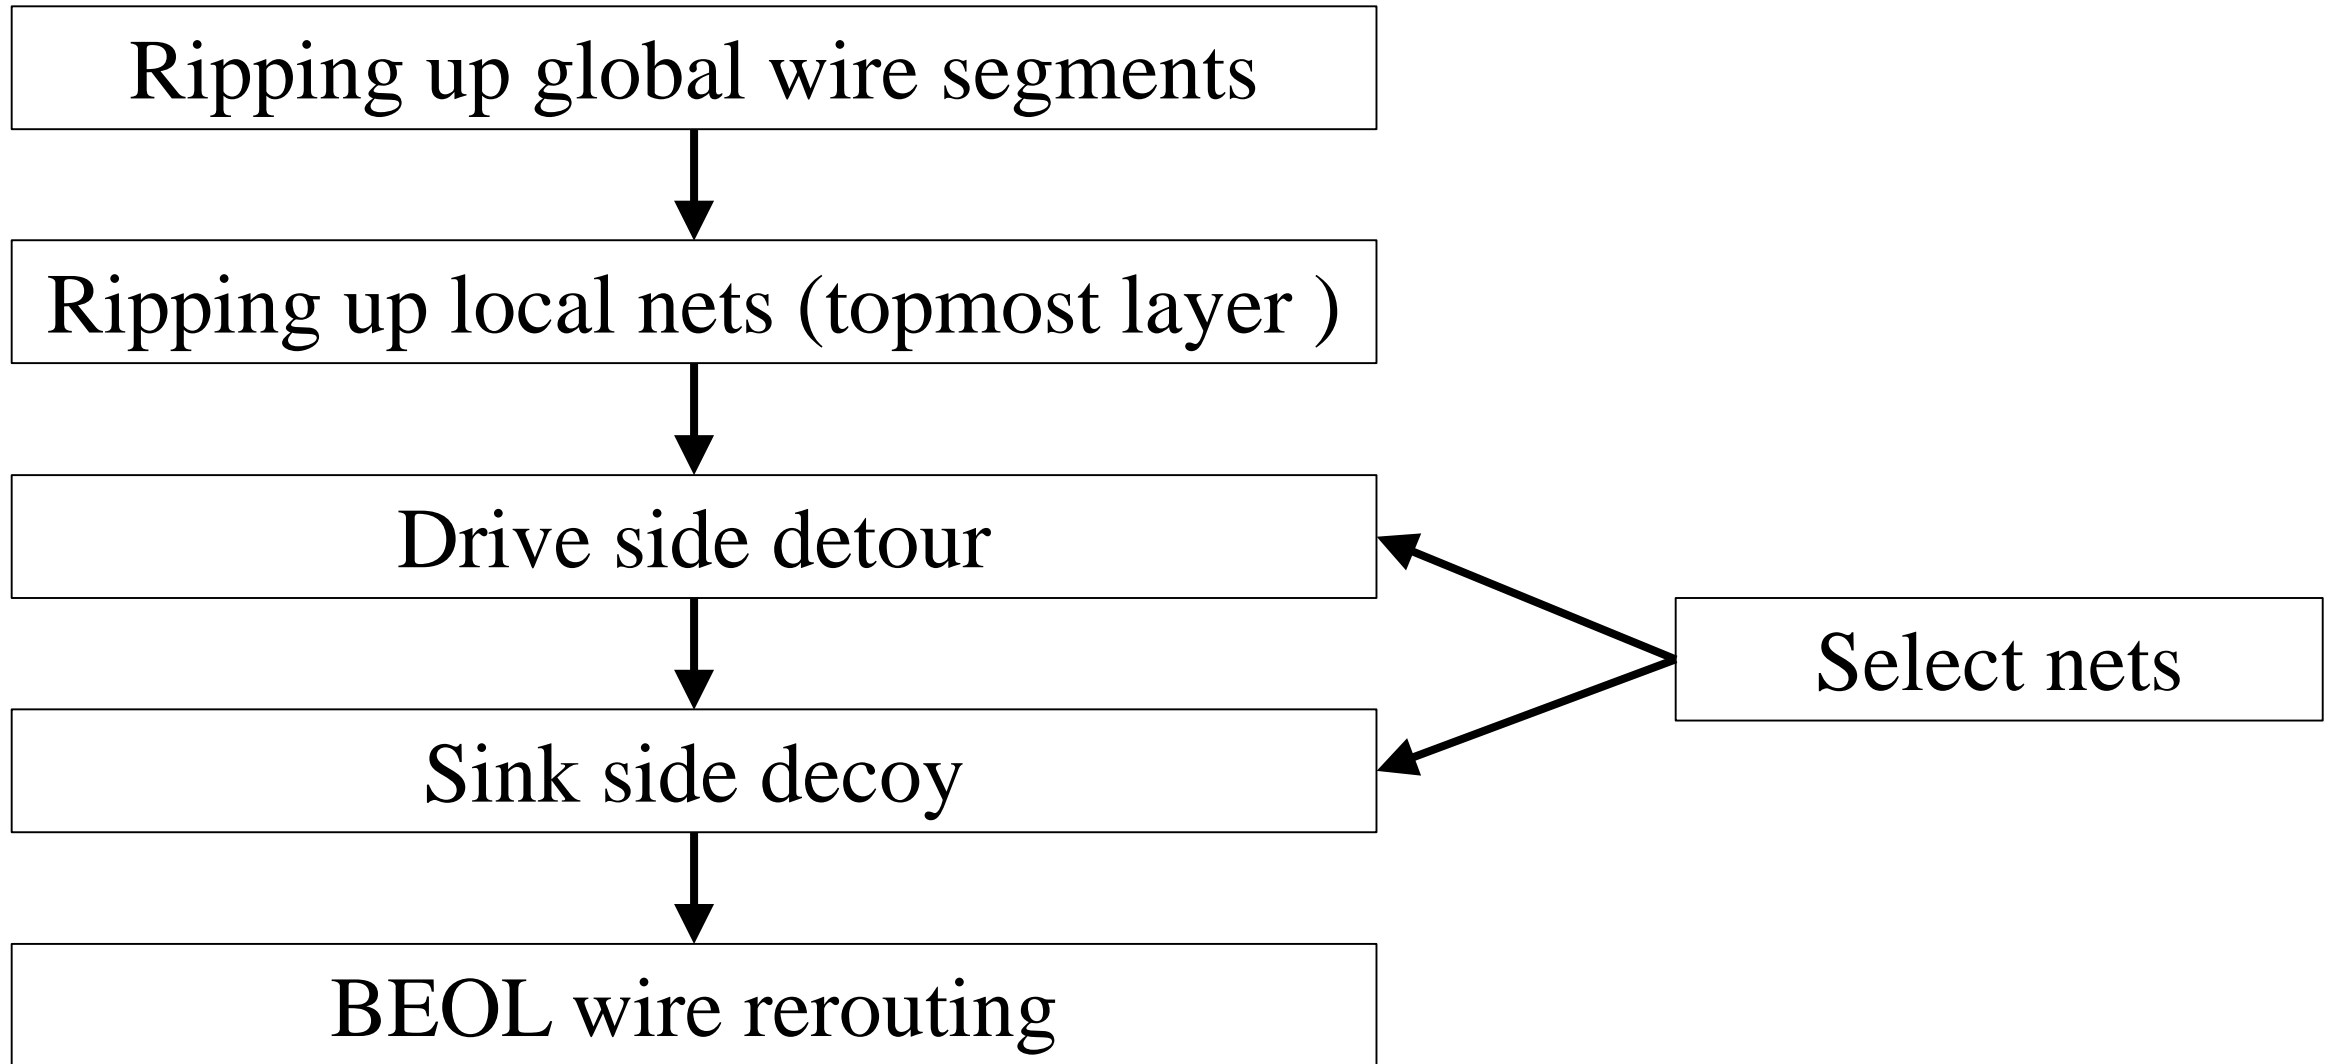 Ripping up global wire segments
Ripping up local nets (topmost layer )
Drive side detour
Select nets
Sink side decoy
BEOL wire rerouting